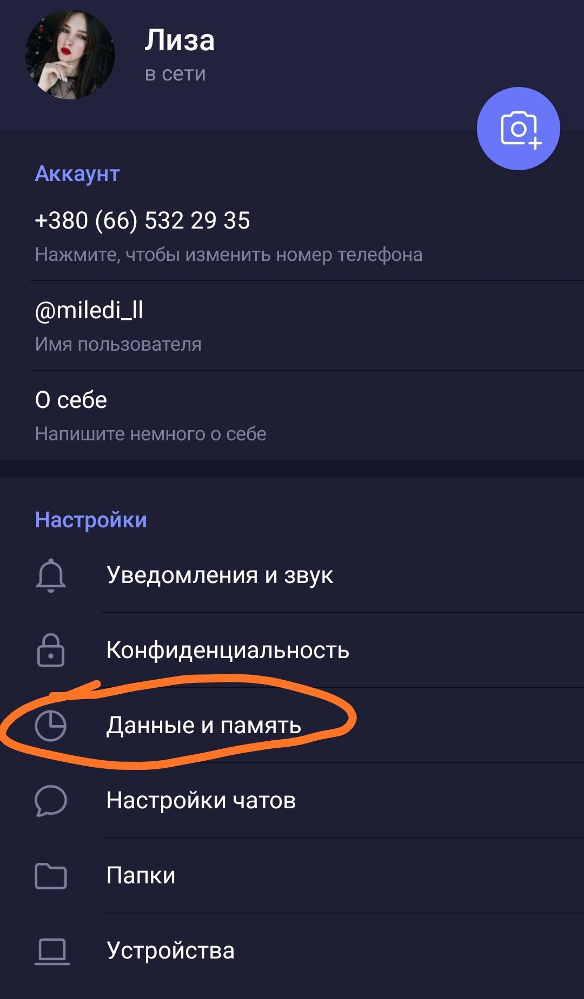 Лиза
в сети
Аккаунт
+380 (66) 532 29 35
Нажмите, чтобы изменить номер телефона
@miledi_ll
Имя пользователя
О себе
Напишите немного о себе
Настройки
Уведомления и звук
Конфиденциальность
Данные и память
Настройки чатов
Папки
Устройства